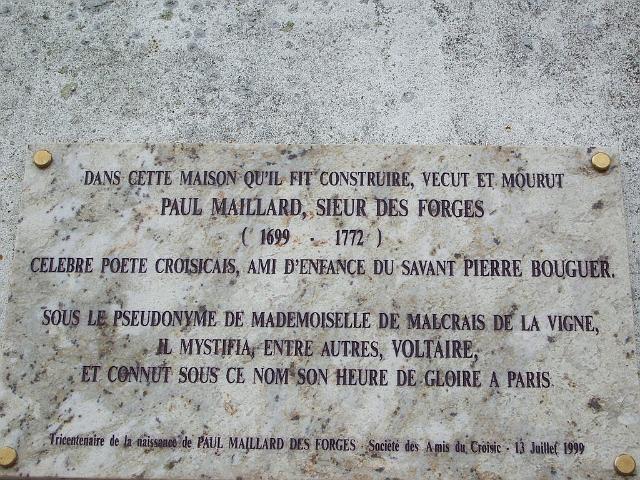 DANS CETTE MAISON QU'IL FIT CONSTRUIRE, VECUT ET MOURUT
PAUL MAILLARD, SIEUR DES FORGES
( 1699 - 1772 )
CELEBRE POETE CROISICAIS, AMI D'ENFANCE DU SAVANT PIERRE BOUGUER.
SOUS LE PSEUDONYME DE MADEMOISELLE DE MALCRAIS DE LA VIGNE,
IL MYSTIFIA, ENTRE AUTRES, VOLTAIRE,
ET CONNUT SOUS CE NOM SON HEURE DE GLOIRE A PARIS.
Tricentenaire de la naissance de PAUL MAILLARD DES FORGES - Société des Amis du Croisic - 13 Juillet 1999